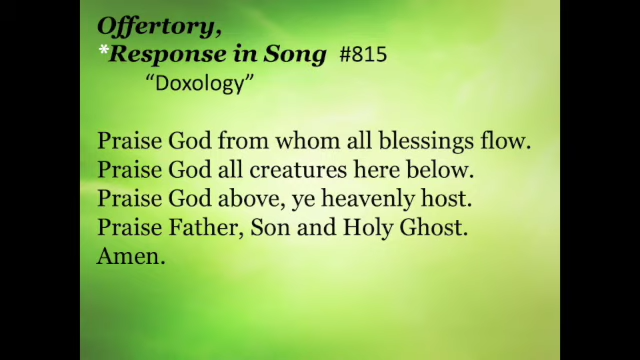 Offertory,
*Response in Song #815
“Doxology”
Praise God from whom all blessings flow.
Praise God all creatures here below.
Praise God above, ye heavenly host.
Praise Father, Son and Holy Ghost.
Amen.